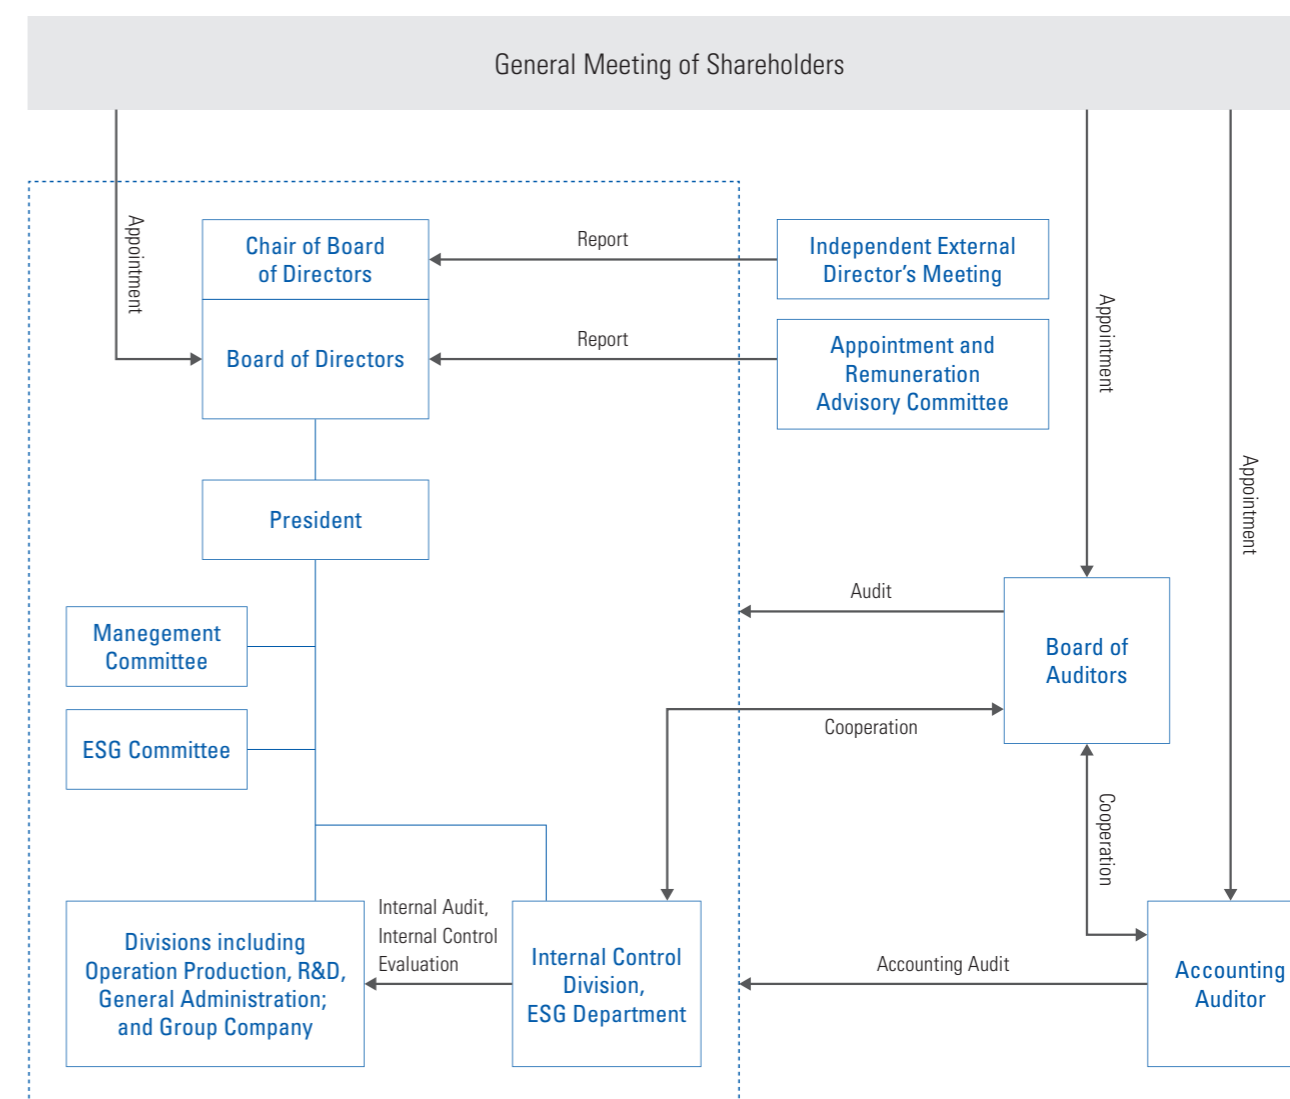 General Meeting of Shareholders
Appointment
Chair of Board
of Directors
Report
Independent External
Director's Meeting
Board of Directors
Report
Appointment and
Remuneration
Advisory Committee
Appointment
Appointment
President
Audit
Board of
Auditors
Manegement
Committee
ESG Committee
Cooperation
Cooperation
Divisions including
Operation Production, R&D,
General Administration;
and Group Company
Internal Audit,
Internal Control
Evaluation
Internal Control
Division,
ESG Department
Accounting Audit
Accounting
Auditor